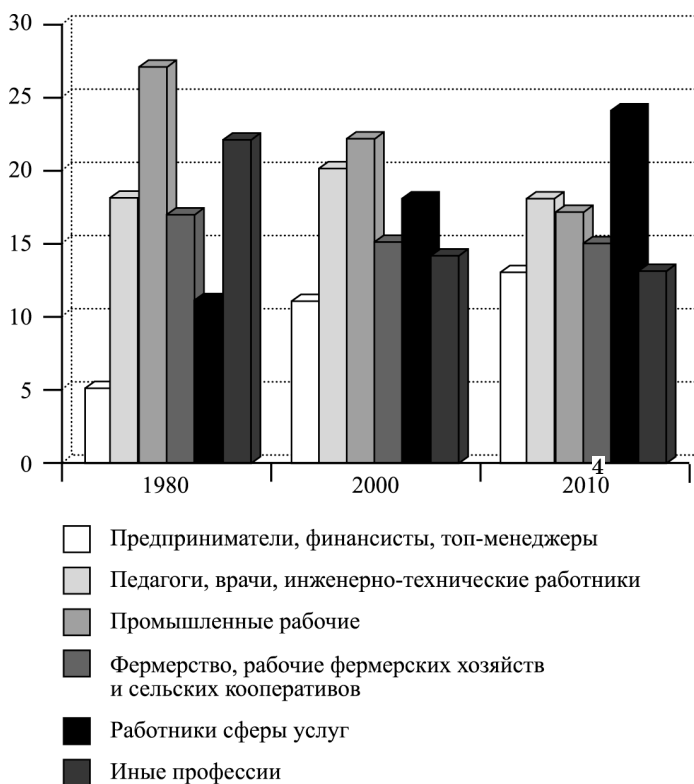 30
25
20
15
10
5
0
4
1980 2000 2010
Предприниматели, финансисты, топ-менеджеры
Педагоги, врачи, инженерно-технические работники
Промышленные рабочие
Фермерство, рабочие фермерских хозяйств
и сельских кооперативов
Работники сферы услуг
Иные профессии